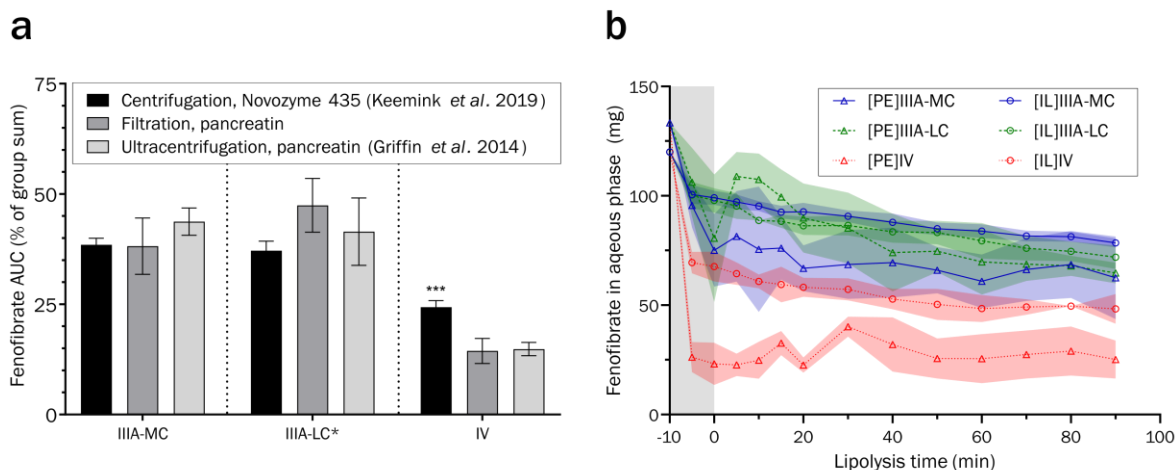 a
Fenofibrate AUC (% of group sum)
75
50
25
0
Centrifugation, Novozyme 435 (Keemink et al. 2019)
Filtration, pancreatin
Ultracentrifugation, pancreatin (Griffin et al. 2014)
***
IIIA-MC
IIIA-LC*
IV
b
Fenofibrate in aqeous phase (mg)
150
100
50
0
[PE]IIIA-MC
[IL]IIIA-MC
[PE]IIIA-LC
[IL]IIIA-LC
[PE]IV
[IL]IV
-10
0
20
40
60
80
100
Lipolysis time (min)